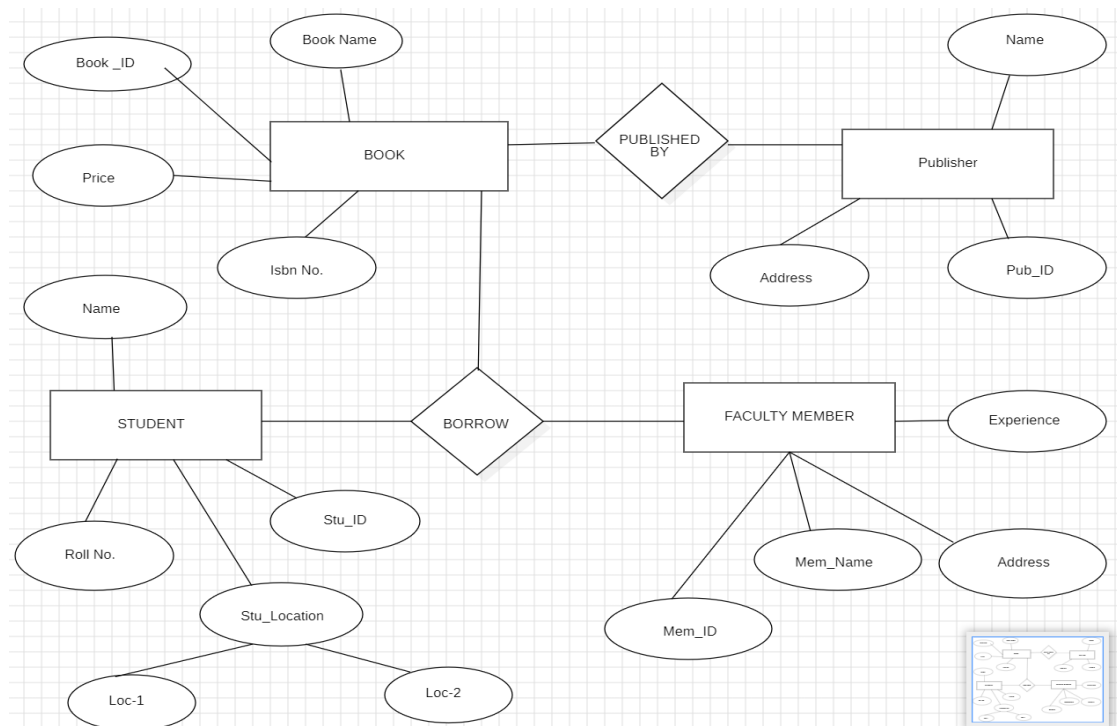 Book Name
Name
Book _ID
PUBLISHED
BY
BOOK
Publisher
Price
Isbn No.
Address
Pub_ID
Name
STUDENT
BORROW
FACULTY MEMBER
Experience
Stu_ID
Roll No.
Mem_Name
Address
Stu_Location
Mem_ID
Loc-1
Loc-2